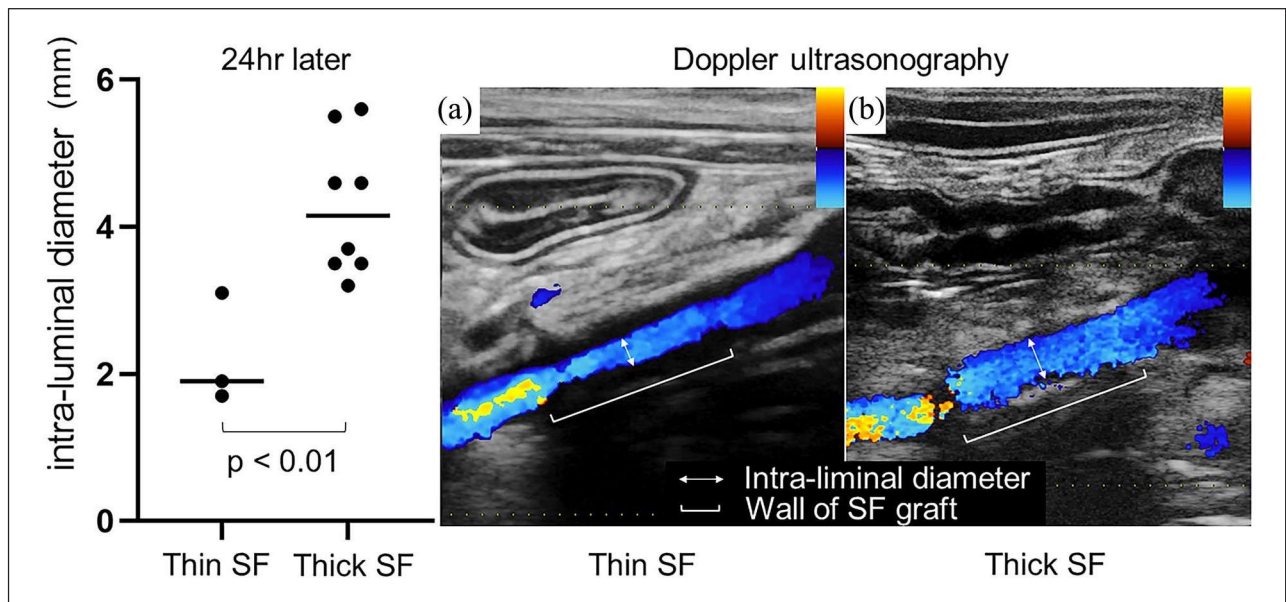 24hr later
Doppler ultrasonography
intra-luminal diameter (mm)
6
4
2
0
p < 0.01
Thin SF
Thick SF
(a)
(b)
Intra-liminal diameter
Wall of SF graft
Thin SF
Thick SF